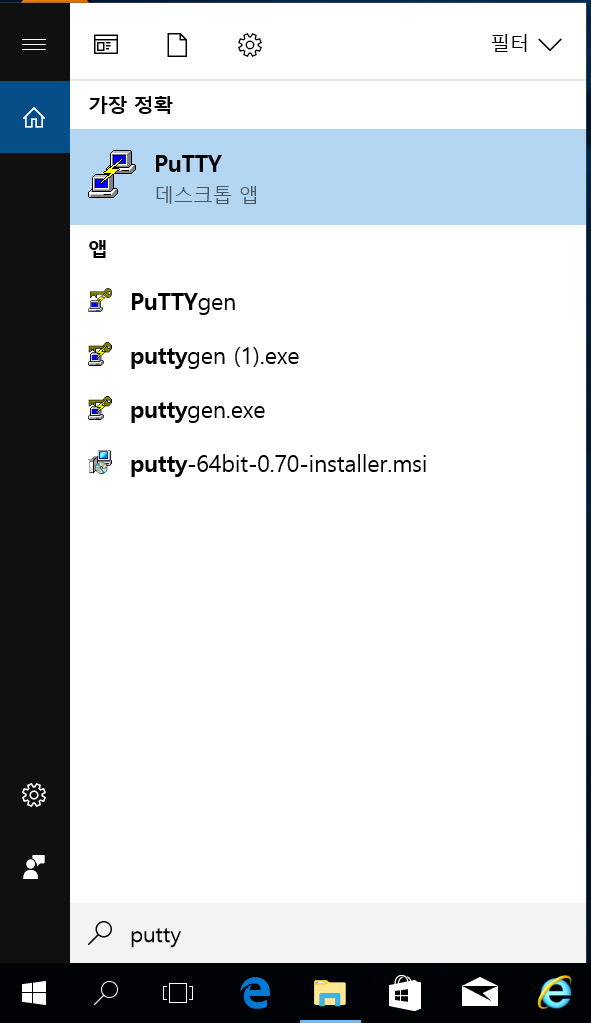 필터
가장 정확
PuTTY
데스크톱 앱
앱
PuTTYgen
puttygen (1).exe
puttygen.exe
putty-64bit-0.70-installer.msi
putty